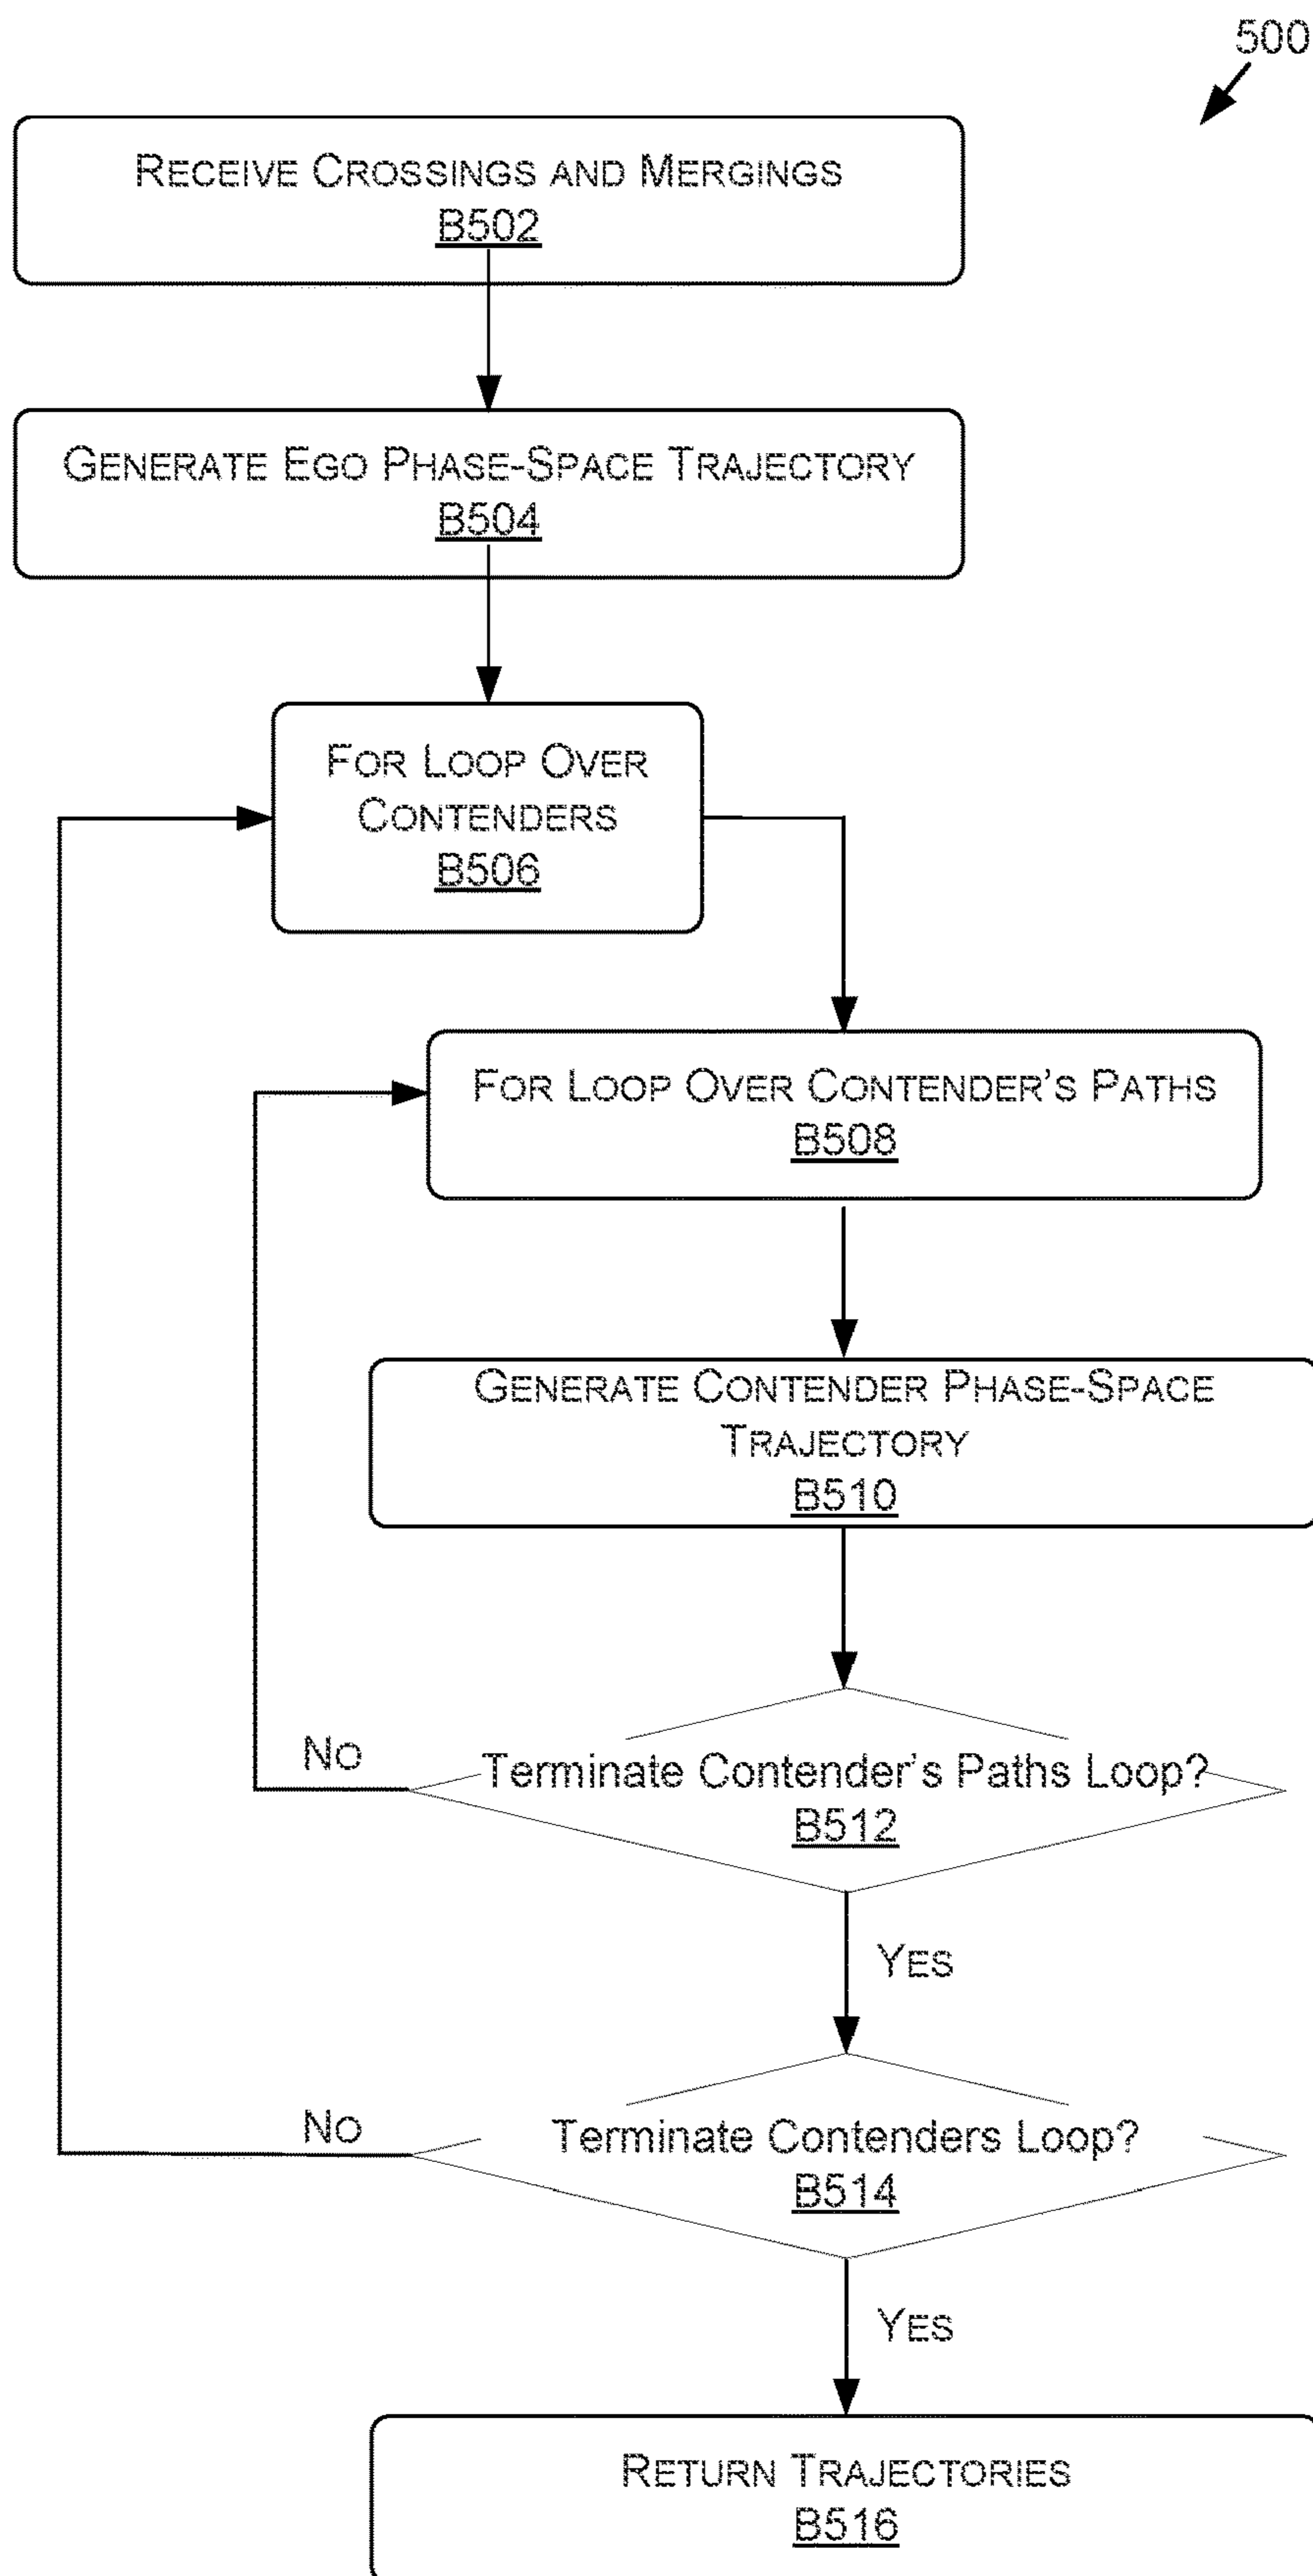 500
RECEIVE CROSSINGS AND MERGINGS
B502
GENERATE EGO PHASE-SPACE TRAJECTORY
B504
FOR LOOP OVER
CONTENDERS
B506
FOR LOOP OVER CONTENDER'S PATHS
B508
GENERATE CONTENDER PHASE-SPACE
TRAJECTORY
B510
NO
Terminate Contender's Paths Loop?
B512
YES
NO
Terminate Contenders Loop?
B514
YES
RETURN TRAJECTORIES
B516